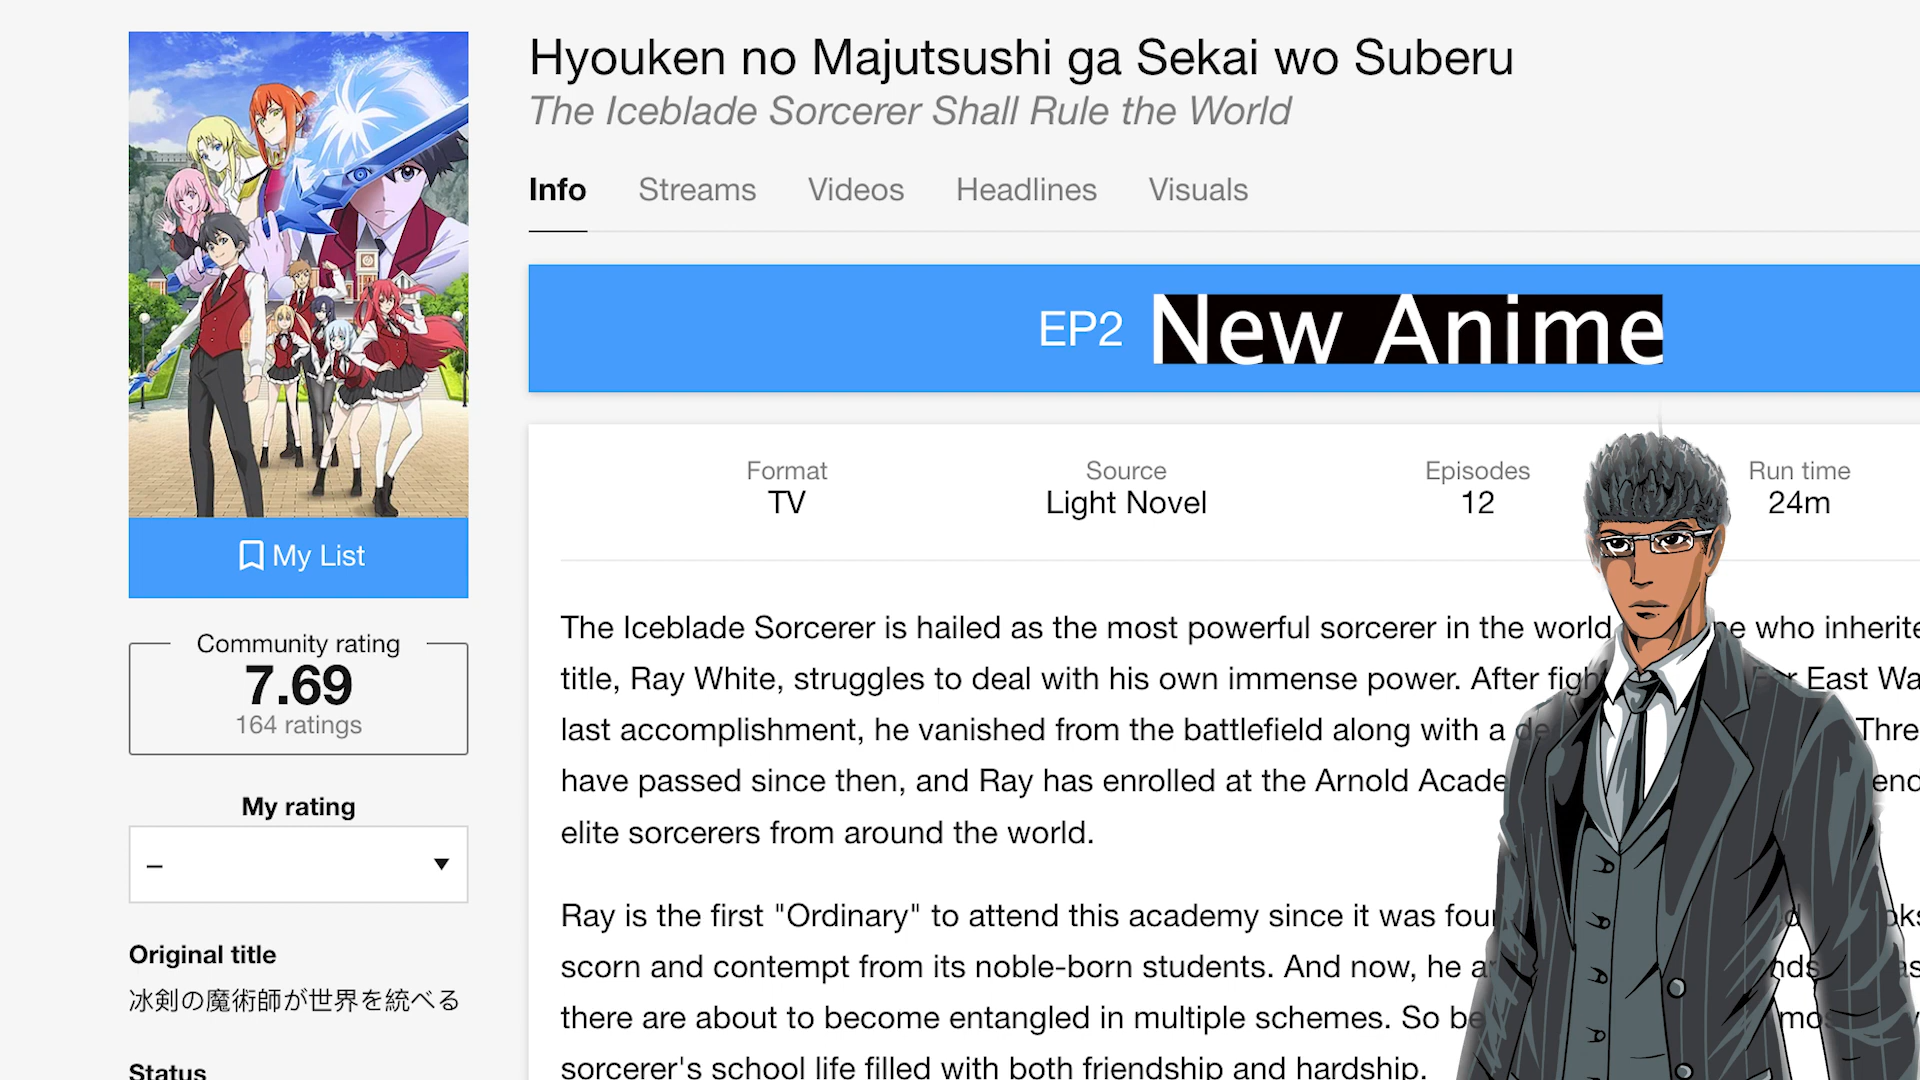 Hyouken no Majutsushi ga Sekai wo Suberu
The Iceblade Sorcerer Shall Rule the World
Info Streams Videos Headlines Visuals
EP2 New Anime
Format Source Episodes Run time
TV Light Novel 12 24m
The Iceblade Sorcerer is hailed as the most powerful sorcerer in the world who
title, Ray White, struggles to deal with his own immense power. After East
last accomplishment, he vanished from the battlefield along with a
have passed since then, and Ray has enrolled at the Arnold
elite sorcerers from around the world.
Ray is the first "Ordinary" to attend this academy since it was
scorn and contempt from its noble-born students. And now, he
there are about to become entangled in multiple schemes. So
sorcerer's school life filled with both friendship and hardship.
My List
Community rating
7.69
164 ratings
My rating
–
Original title
冰剣の魔術師が世界を統べる
Status